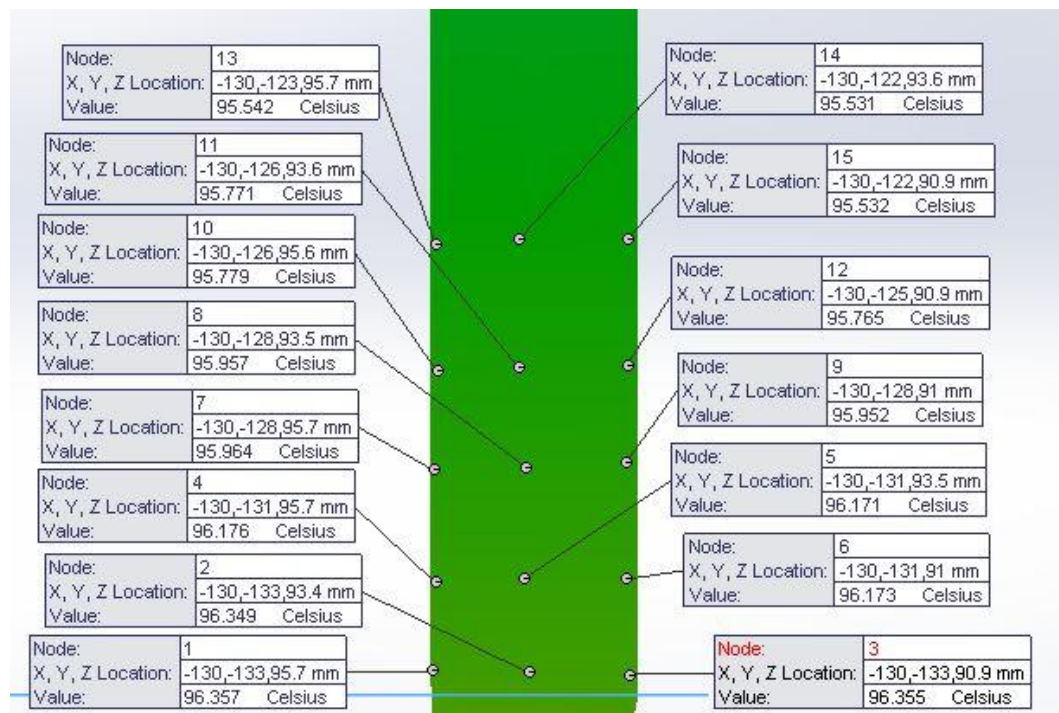 Node: 13
X, Y, Z Location: -130,-123,95.7 mm
Value: 95.542 Celsius
Node: 14
X, Y, Z Location: -130,-122,93.6 mm
Value: 95.531 Celsius
Node: 11
X, Y, Z Location: -130,-126,93.6 mm
Value: 95.771 Celsius
Node: 15
X, Y, Z Location: -130,-122,90.9 mm
Value: 95.532 Celsius
Node: 10
X, Y, Z Location: -130,-126,95.6 mm
Value: 95.779 Celsius
Node: 12
X, Y, Z Location: -130,-125,90.9 mm
Value: 95.765 Celsius
Node: 8
X, Y, Z Location: -130,-128,93.5 mm
Value: 95.957 Celsius
Node: 9
X, Y, Z Location: -130,-128,91 mm
Value: 95.952 Celsius
Node: 7
X, Y, Z Location: -130,-128,95.7 mm
Value: 95.964 Celsius
Node: 5
X, Y, Z Location: -130,-131,93.5 mm
Value: 96.171 Celsius
Node: 4
X, Y, Z Location: -130,-131,95.7 mm
Value: 96.176 Celsius
Node: 6
X, Y, Z Location: -130,-131,91 mm
Value: 96.173 Celsius
Node: 2
X, Y, Z Location: -130,-133,93.4 mm
Value: 96.349 Celsius
Node: 1
X, Y, Z Location: -130,-133,95.7 mm
Value: 96.357 Celsius
Node: 3
X, Y, Z Location: -130,-133,90.9 mm
Value: 96.355 Celsius